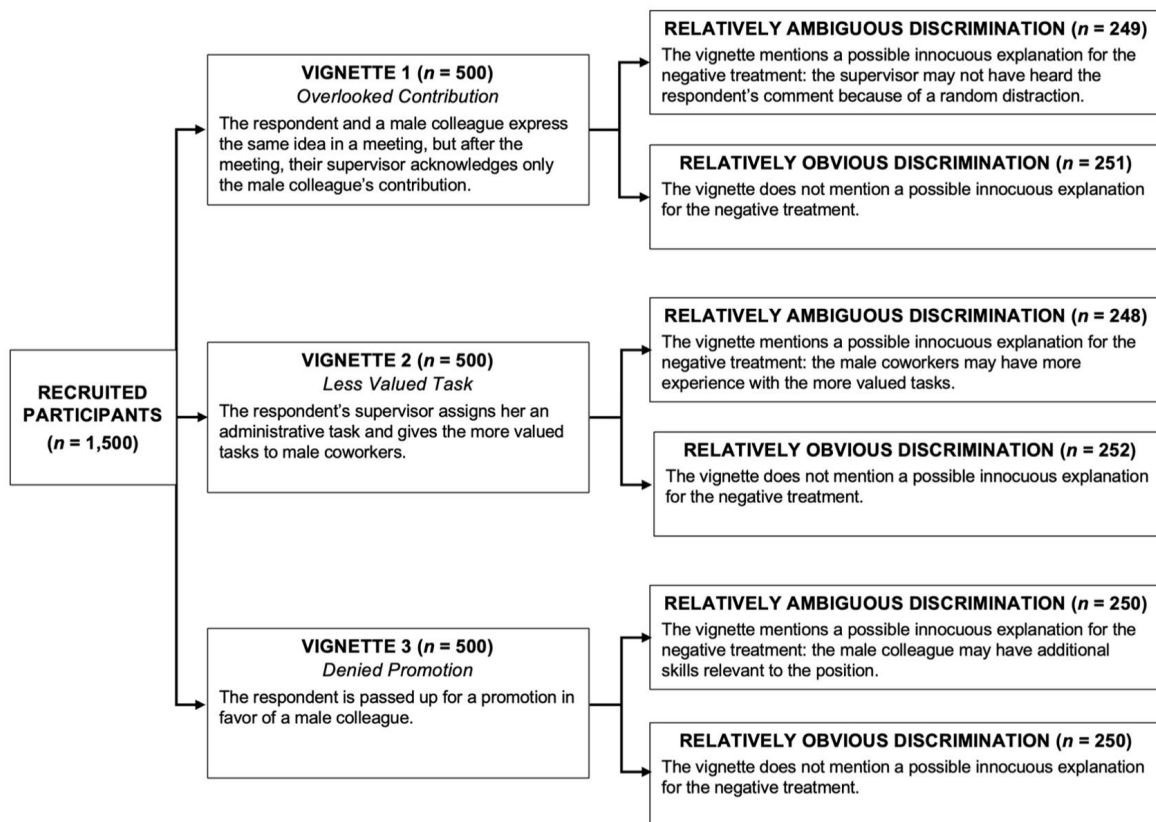 RECRUITED
PARTICIPANTS
(n = 1,500)
VIGNETTE 1 (n = 500)
Overlooked Contribution
The respondent and a male colleague express
the same idea in a meeting, but after the
meeting, their supervisor acknowledges only
the male colleague’s contribution.
RELATIVELY AMBIGUOUS DISCRIMINATION (n = 249)
The vignette mentions a possible innocuous explanation for the
negative treatment: the supervisor may not have heard the
respondent’s comment because of a random distraction.
RELATIVELY OBVIOUS DISCRIMINATION (n = 251)
The vignette does not mention a possible innocuous explanation
for the negative treatment.
VIGNETTE 2 (n = 500)
Less Valued Task
The respondent’s supervisor assigns her an
administrative task and gives the more valued
tasks to male coworkers.
RELATIVELY AMBIGUOUS DISCRIMINATION (n = 248)
The vignette mentions a possible innocuous explanation for the
negative treatment: the male coworkers may have more
experience with the more valued tasks.
RELATIVELY OBVIOUS DISCRIMINATION (n = 252)
The vignette does not mention a possible innocuous explanation
for the negative treatment.
VIGNETTE 3 (n = 500)
Denied Promotion
The respondent is passed up for a promotion in
favor of a male colleague.
RELATIVELY AMBIGUOUS DISCRIMINATION (n = 250)
The vignette mentions a possible innocuous explanation for the
negative treatment: the male colleague may have additional
skills relevant to the position.
RELATIVELY OBVIOUS DISCRIMINATION (n = 250)
The vignette does not mention a possible innocuous explanation
for the negative treatment.